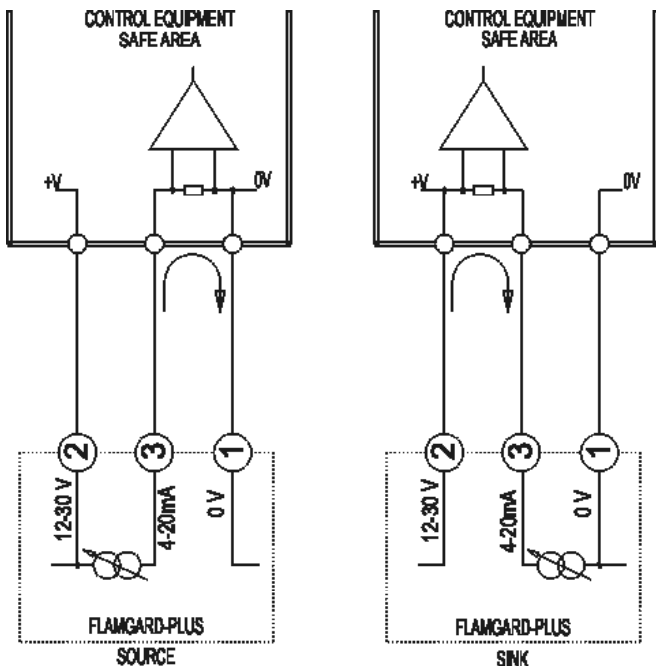 CONTROL EQUIPMENT
SAFE AREA
+V
0V
2
3
1
12-30 V
4-20mA
0 V
FLAMGARD-PLUS
SOURCE
CONTROL EQUIPMENT
SAFE AREA
+V
0V
2
3
1
12-30 V
4-20mA
0 V
FLAMGARD-PLUS
SINK